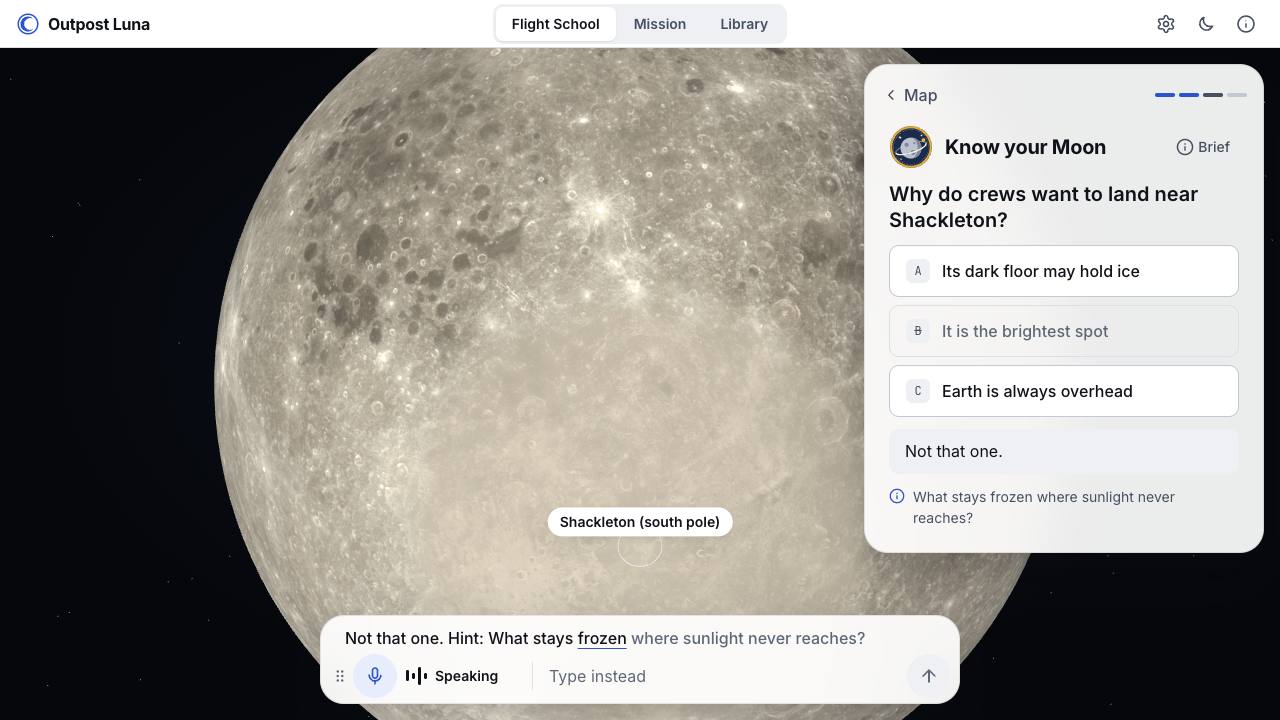 Outpost Luna
Flight School
Mission
Library
Map
Know your Moon
Brief
Why do crews want to land near
Shackleton?
A Its dark floor may hold ice
B It is the brightest spot
C Earth is always overhead
Not that one.
What stays frozen where sunlight never
reaches?
Shackleton (south pole)
Not that one. Hint: What stays frozen where sunlight never reaches?
Speaking
Type instead